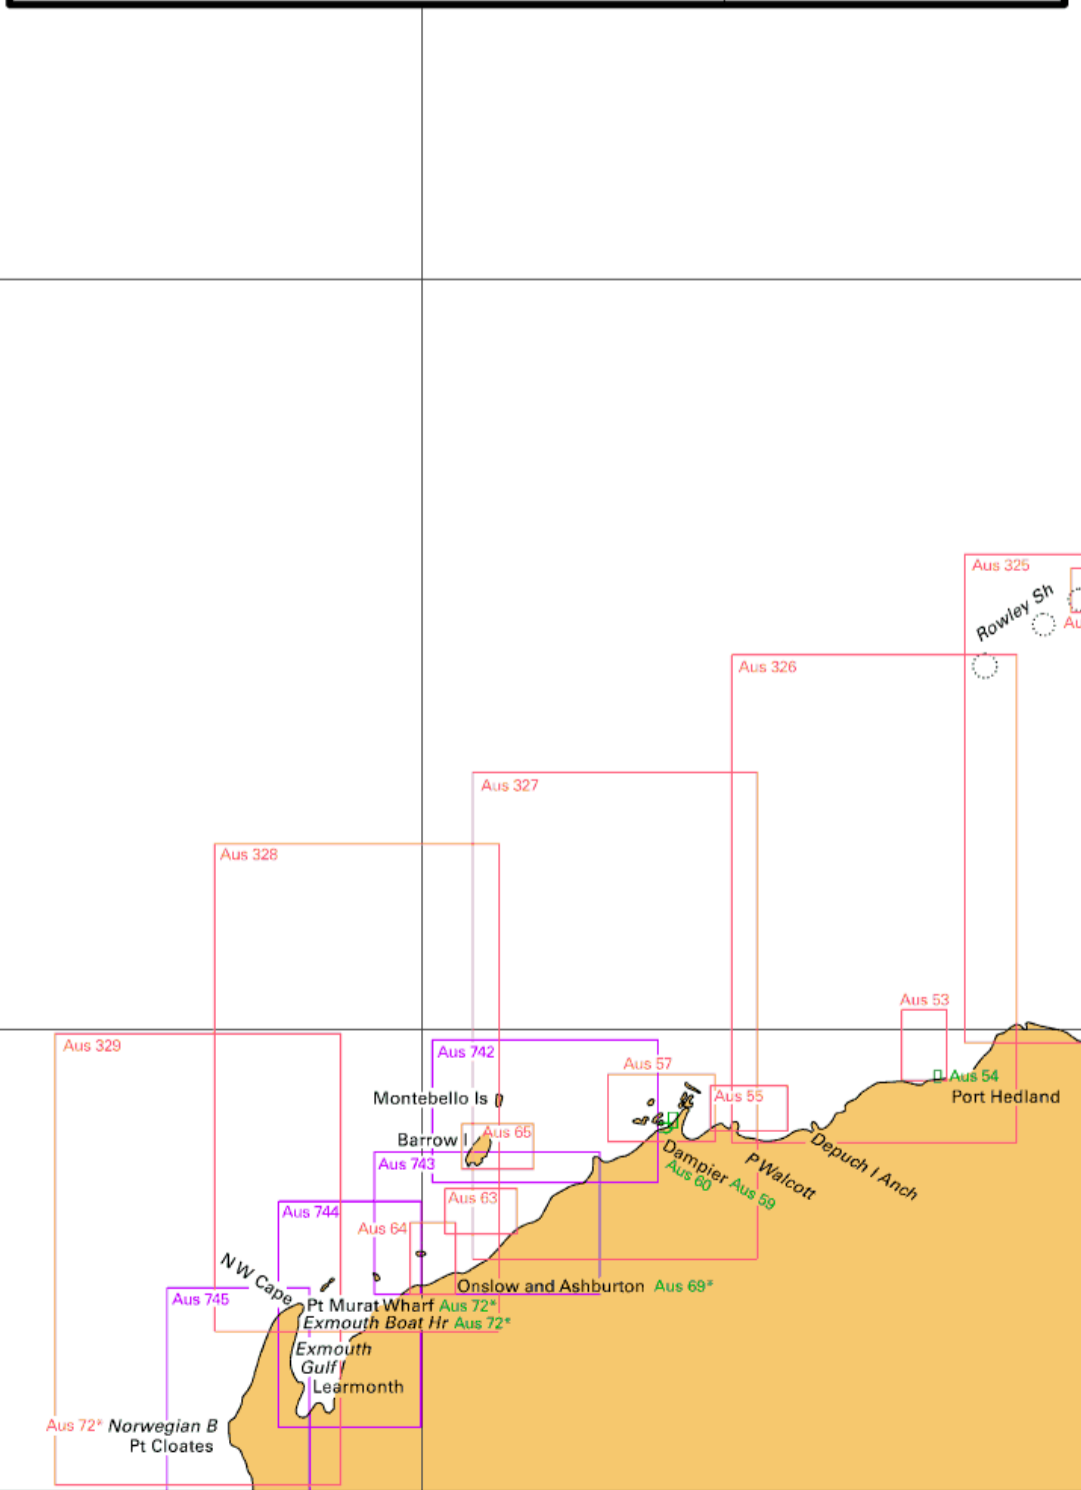 Aus 325
Rowley Sh
Au
Aus 326
Aus 327
Aus 328
Aus 53
Aus 329
Aus 742
Aus 57
Aus 54
Port Hedland
Montebello Is
Aus 55
Barrow I
Aus 65
Aus 743
Depuch I Anch
P Walcott
Dampier Aus 59
Aus 60
Aus 63
Aus 744
Aus 64
NW Cape
Onslow and Ashburton Aus 69*
Aus 745
Pt Murat Wharf Aus 72*
Exmouth Boat Hr Aus 72*
Exmouth
Gulf
Learmonth
Aus 72* Norwegian B
Pt Cloates